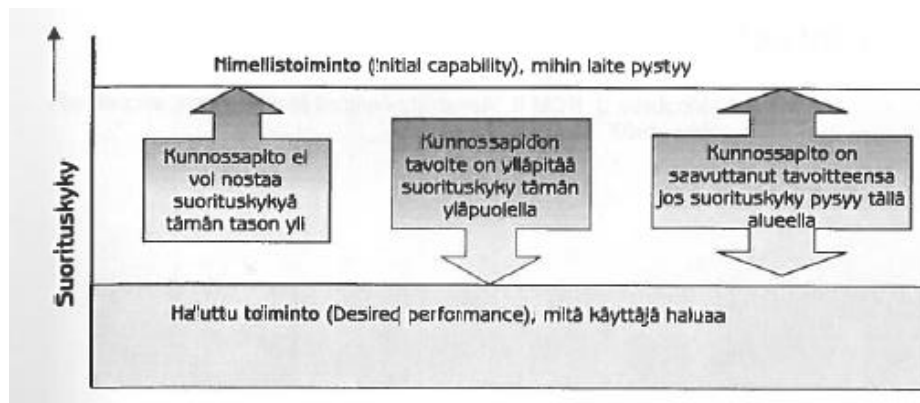 Nimellistoiminto (Initial capability), mihin laite pystyy
Kunnossapito ei
voi nostaa
suorituskykyä
tämän tason yli
Kunnossapidon
tavoite on ylläpitää
suorituskyky tämän
yläpuolella
Kunnossapito on
saavuttanut tavoitteensa
jos suorituskyky pysyy tällä
alueella
Suorituskyky
Haluttu toiminto (Desired performance), mitä käyttäjä haluaa